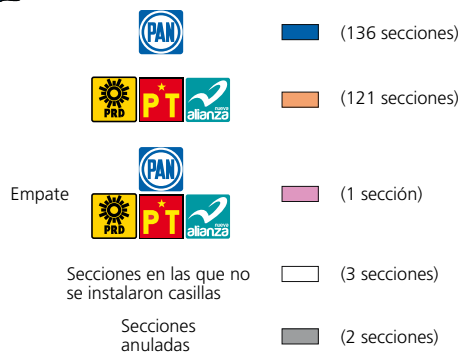 PAN
(136 secciones)
PRD PT nueva alianza
(121 secciones)
PAN
Empate
PRD PT nueva alianza
(1 sección)
Secciones en las que no
se instalaron casillas
(3 secciones)
Secciones
anuladas
(2 secciones)